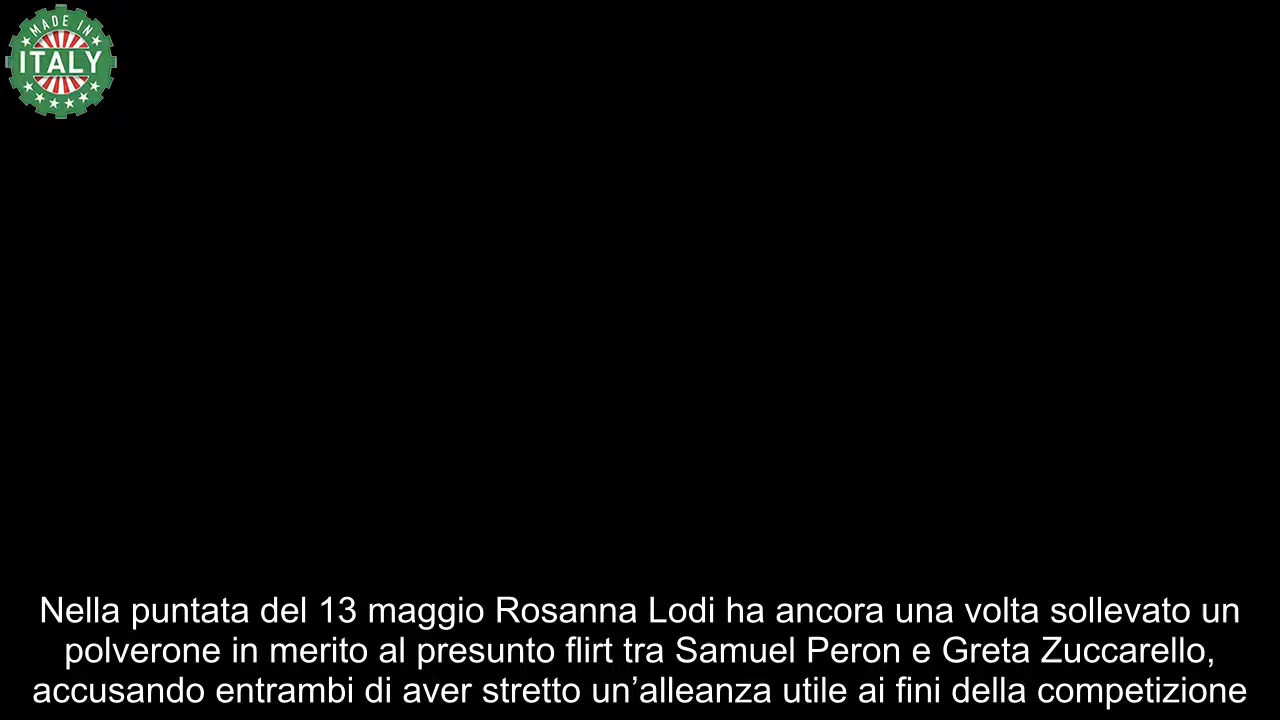 MADE IN
ITALY
Nella puntata del 13 maggio Rosanna Lodi ha ancora una volta sollevato un
polverone in merito al presunto flirt tra Samuel Peron e Greta Zuccarello,
accusando entrambi di aver stretto un’alleanza utile ai fini della competizione